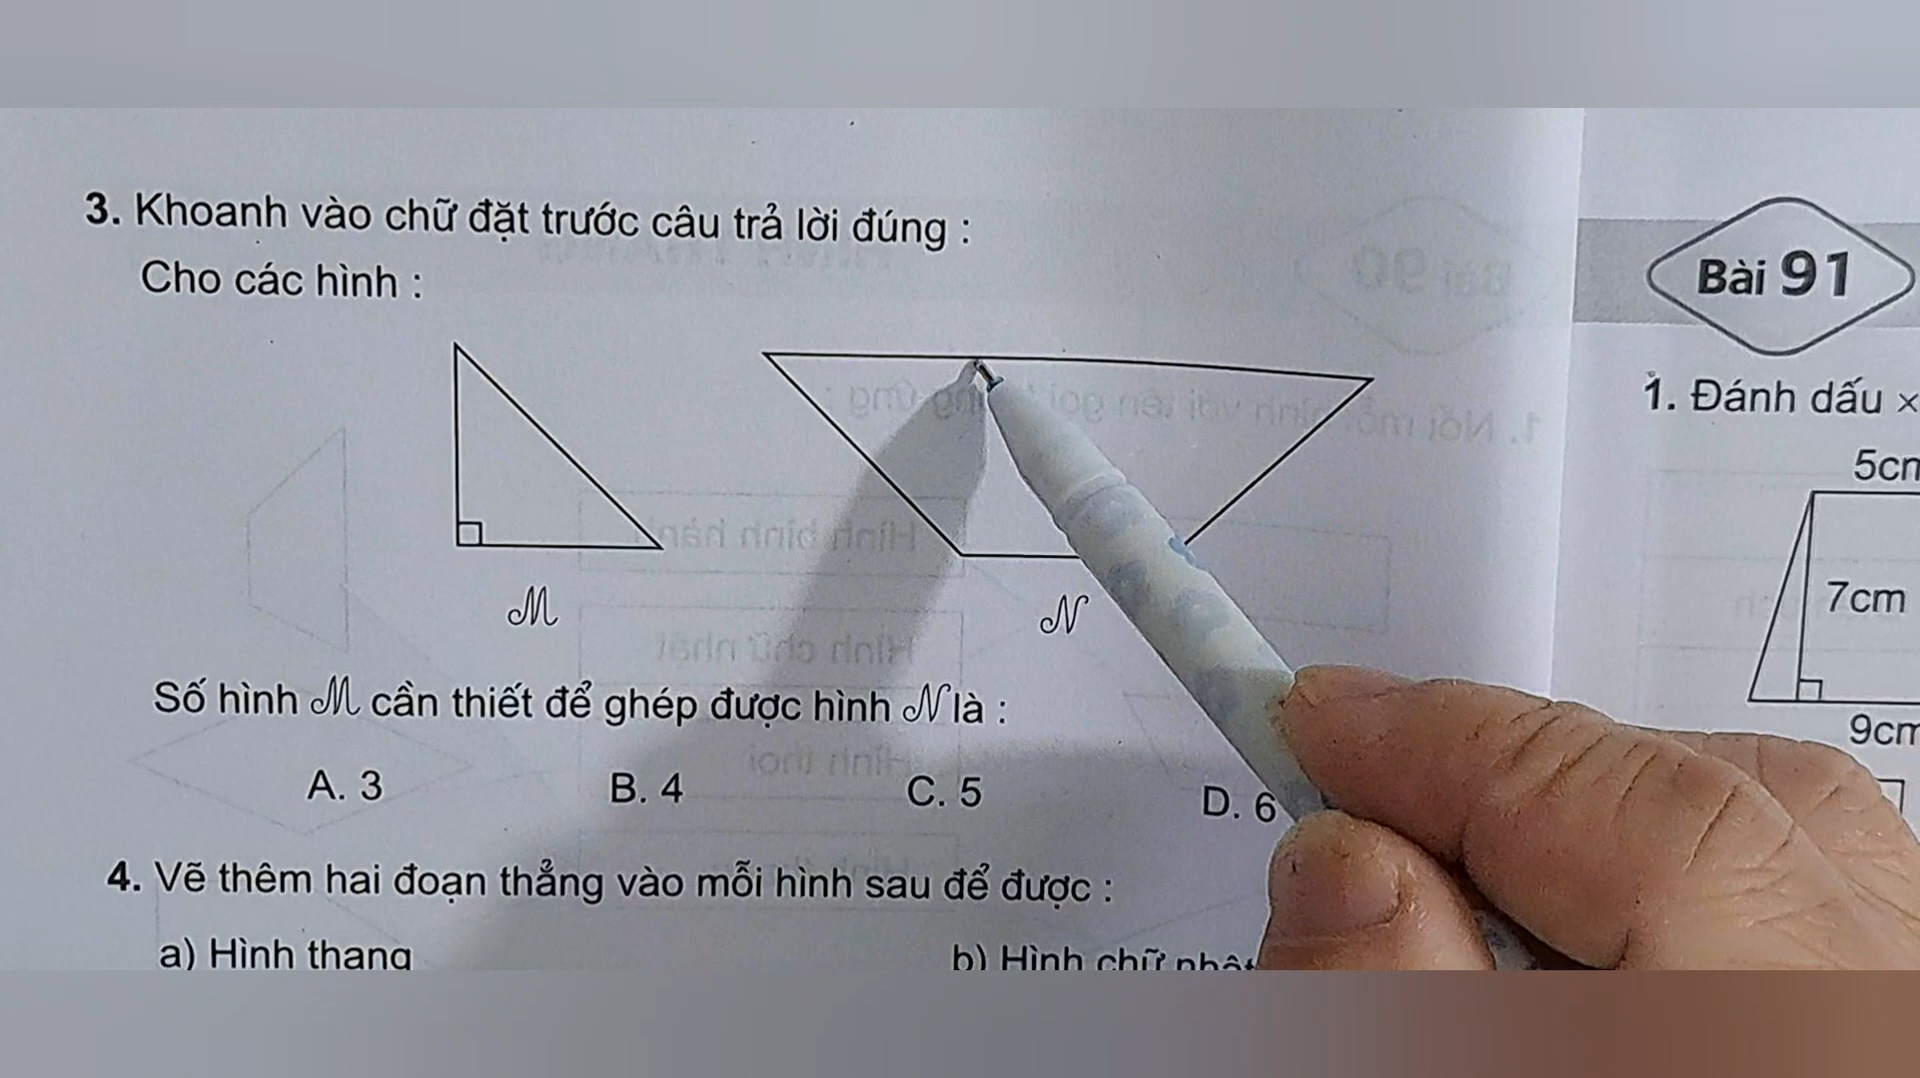 3. Khoanh vào chữ đặt trước câu trả lời đúng :
Cho các hình :
M
N
Số hình M cần thiết để ghép được hình N là :
A. 3
B. 4
C. 5
D. 6
4. Vẽ thêm hai đoạn thẳng vào mỗi hình sau để được :
a) Hình thang
b) Hình chữ nhật
Bài 91
1. Đánh dấu ×
5cm
7cm
9cm